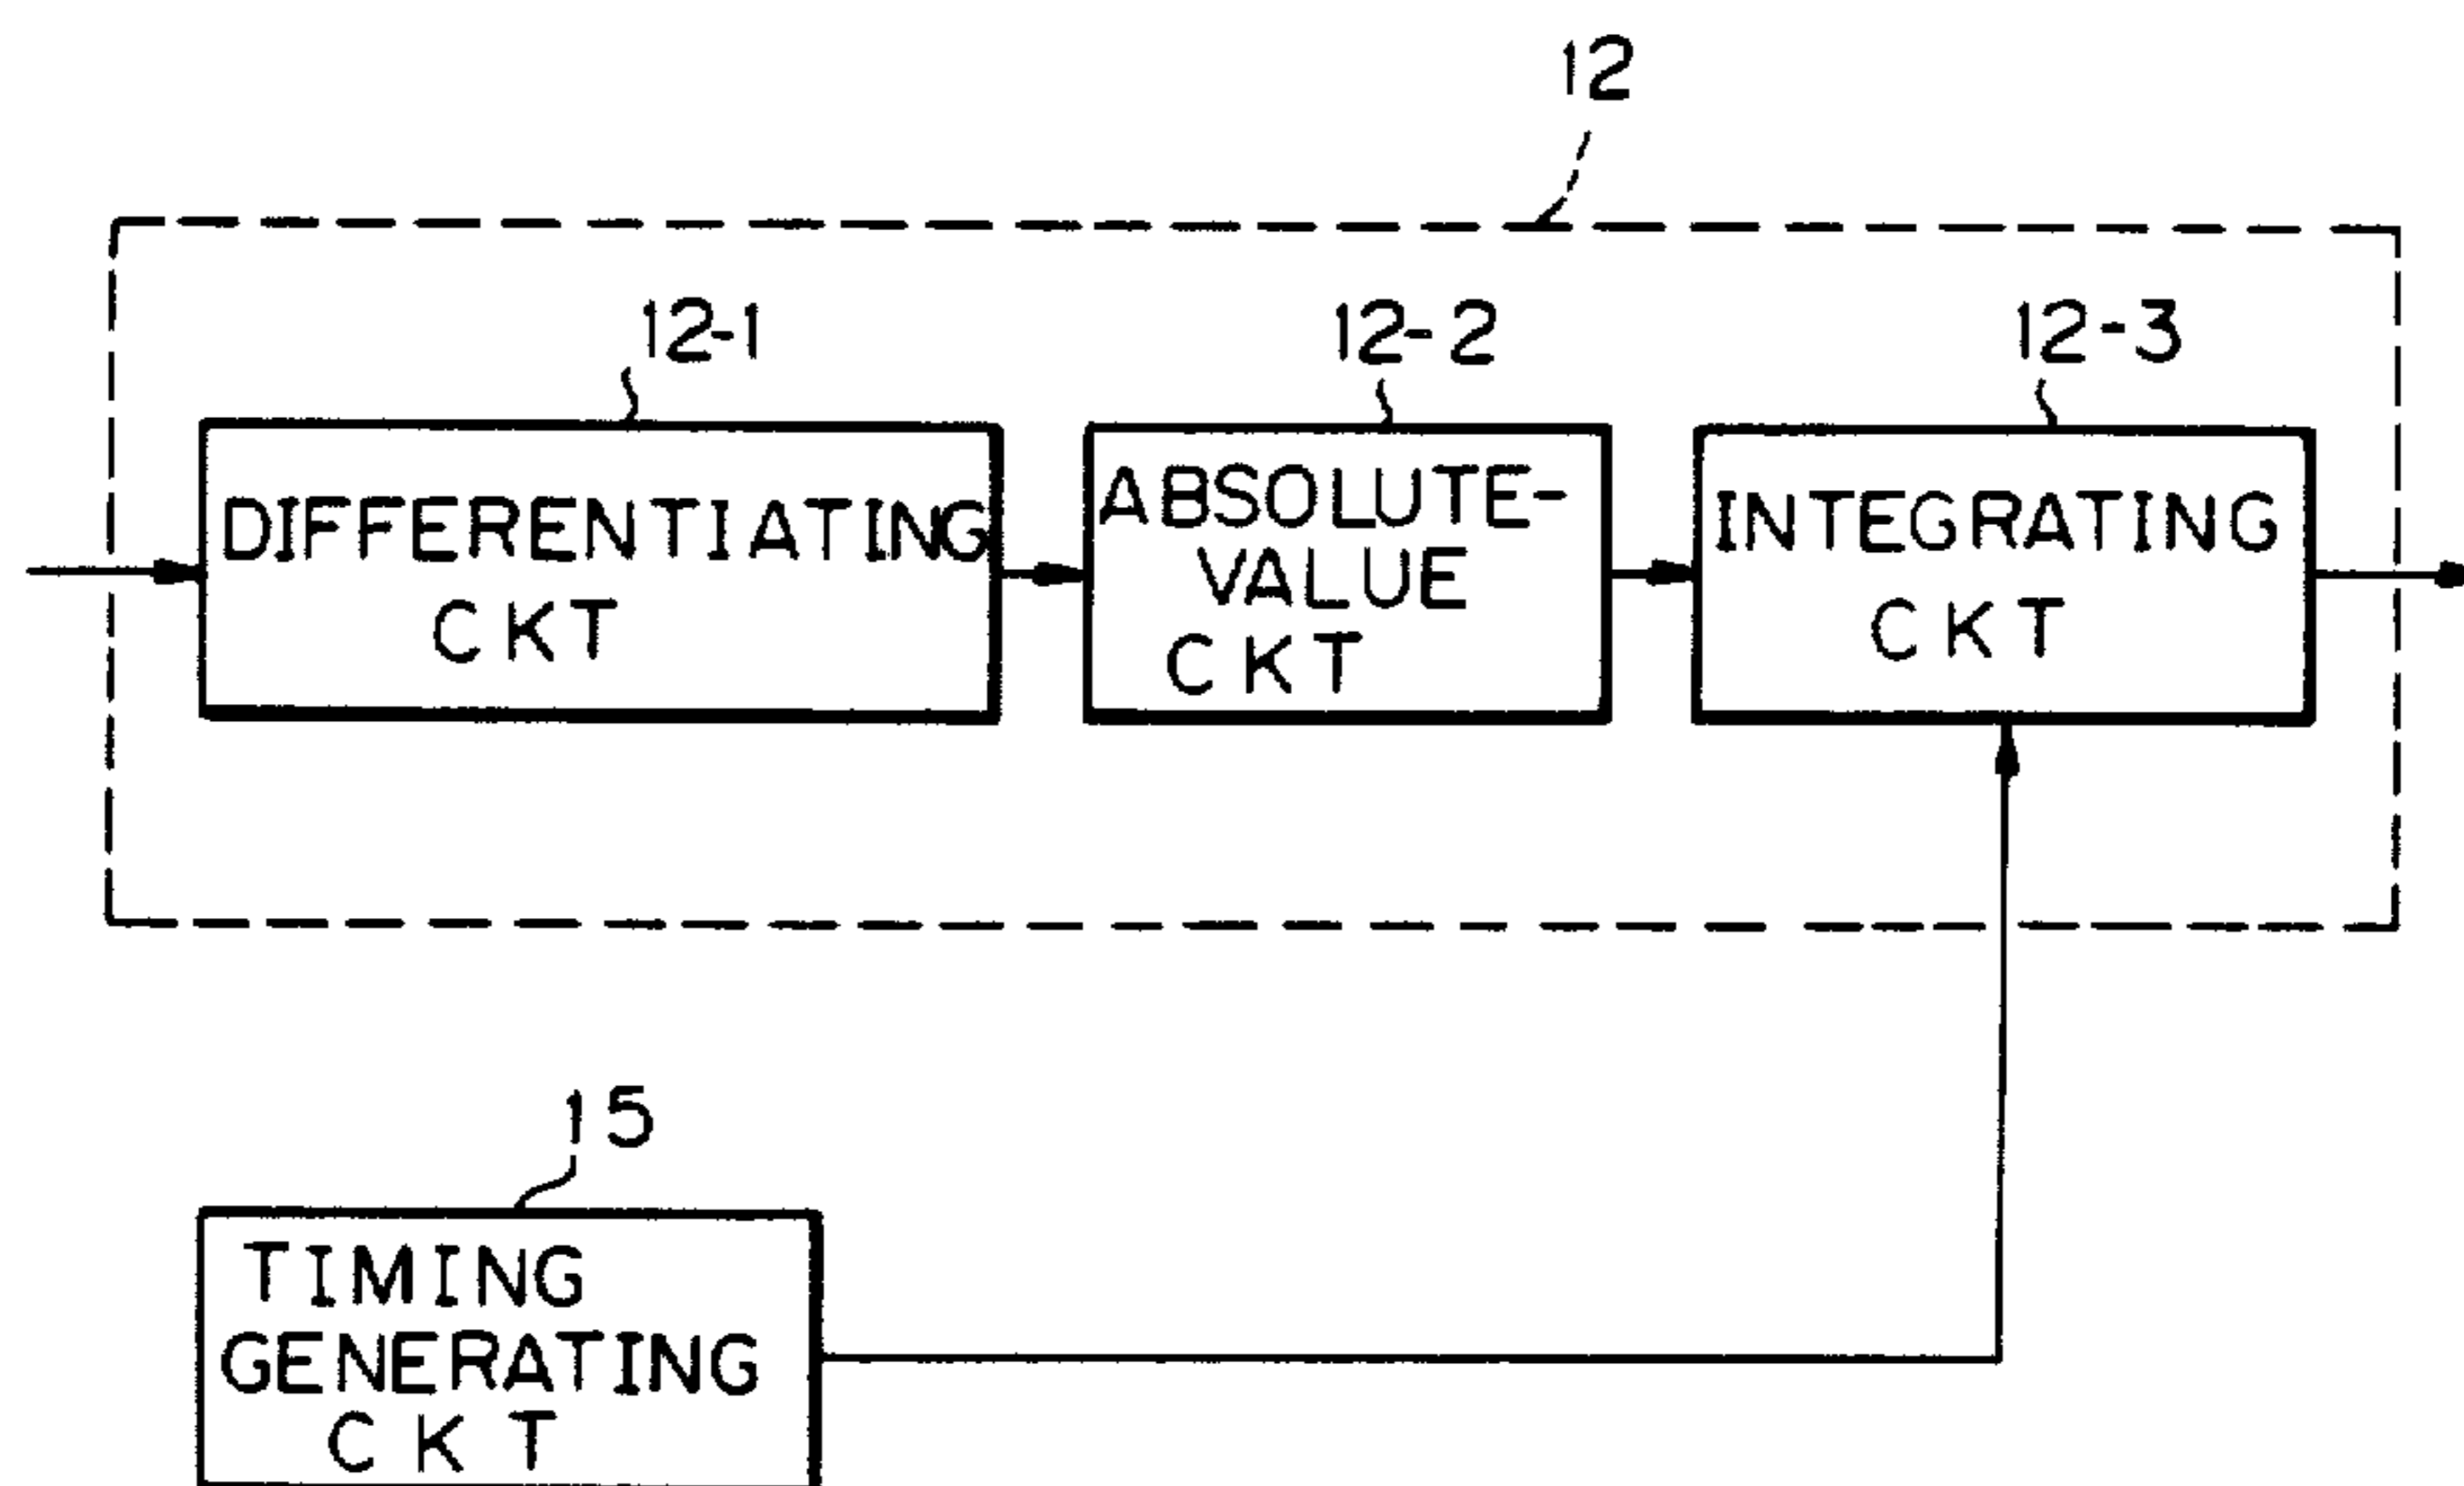 12
12-1
12-2
12-3
DIFFERENTIATING
CKT
ABSOLUTE-
VALUE
CKT
INTEGRATING
CKT
15
TIMING
GENERATING
CKT